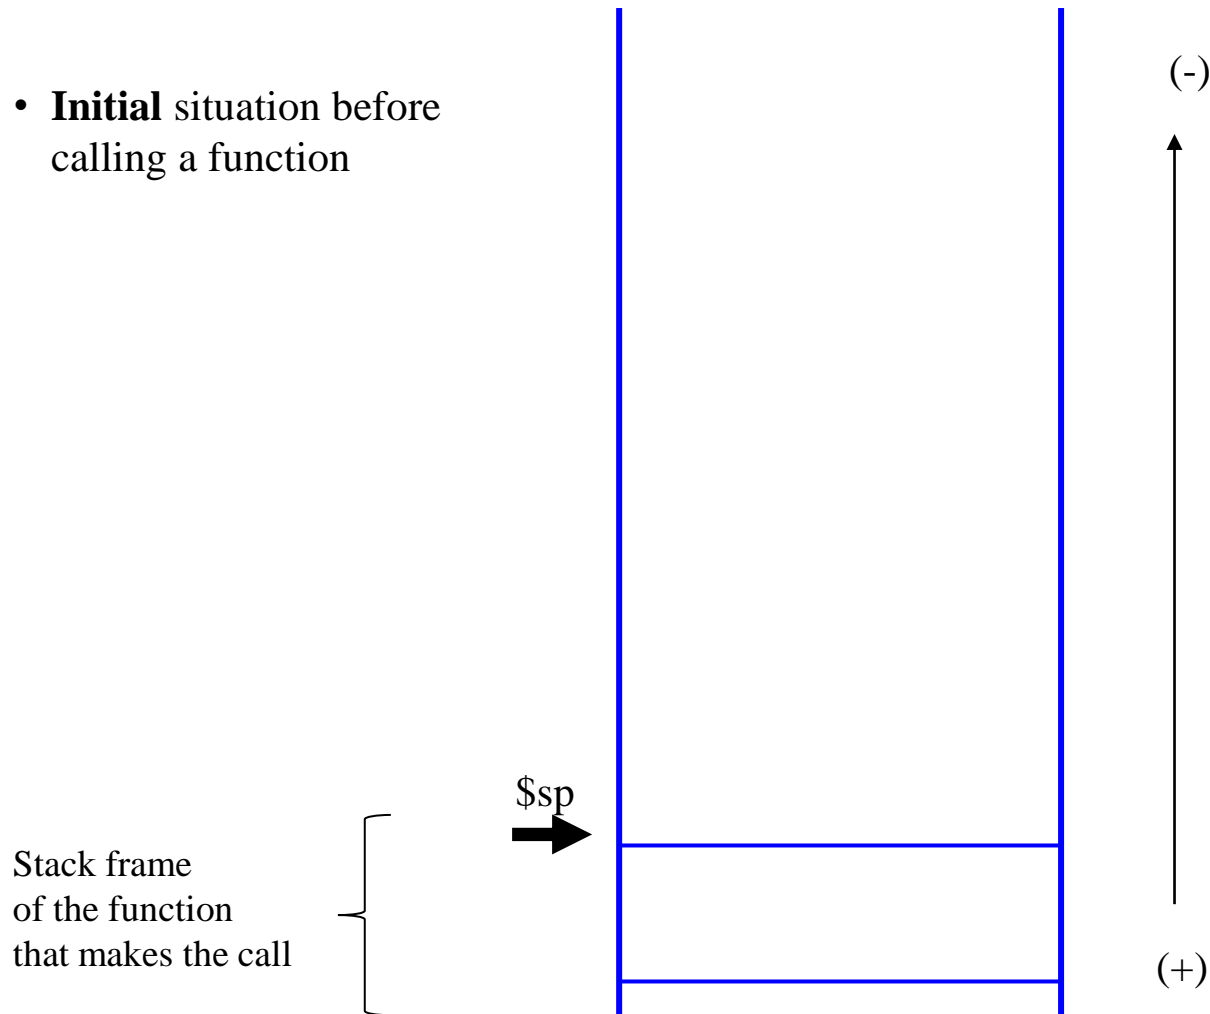 • Initial situation before
calling a function
(-)
$sp
Stack frame
of the function
that makes the call
(+)